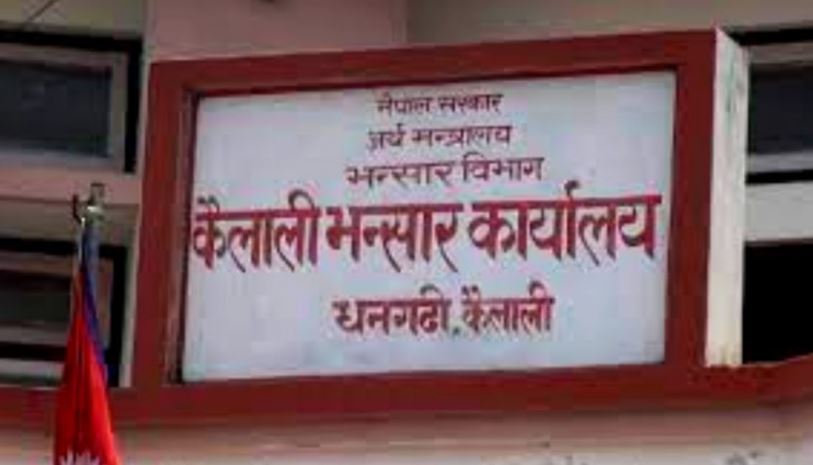 नेपाल सरकार
अर्थ मन्त्रालय
भन्सार विभाग
कैलाली भन्सार कार्यालय
धनगढी, कैलाली